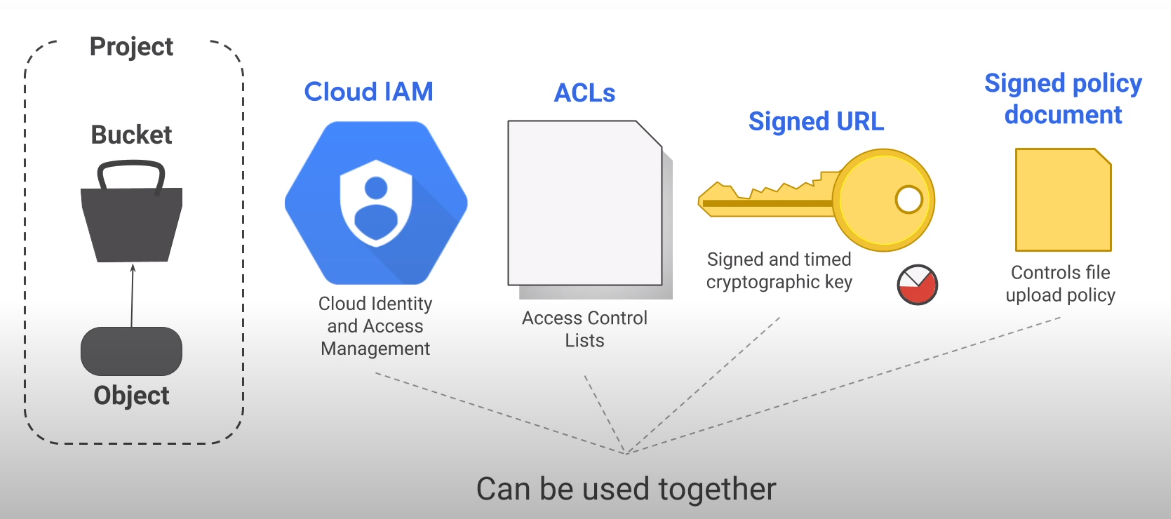 Project
Bucket
Object
Cloud IAM
Cloud Identity
and Access
Management
ACLs
Access Control
Lists
Signed URL
Signed and timed
cryptographic key
Signed policy
document
Controls file
upload policy
Can be used together